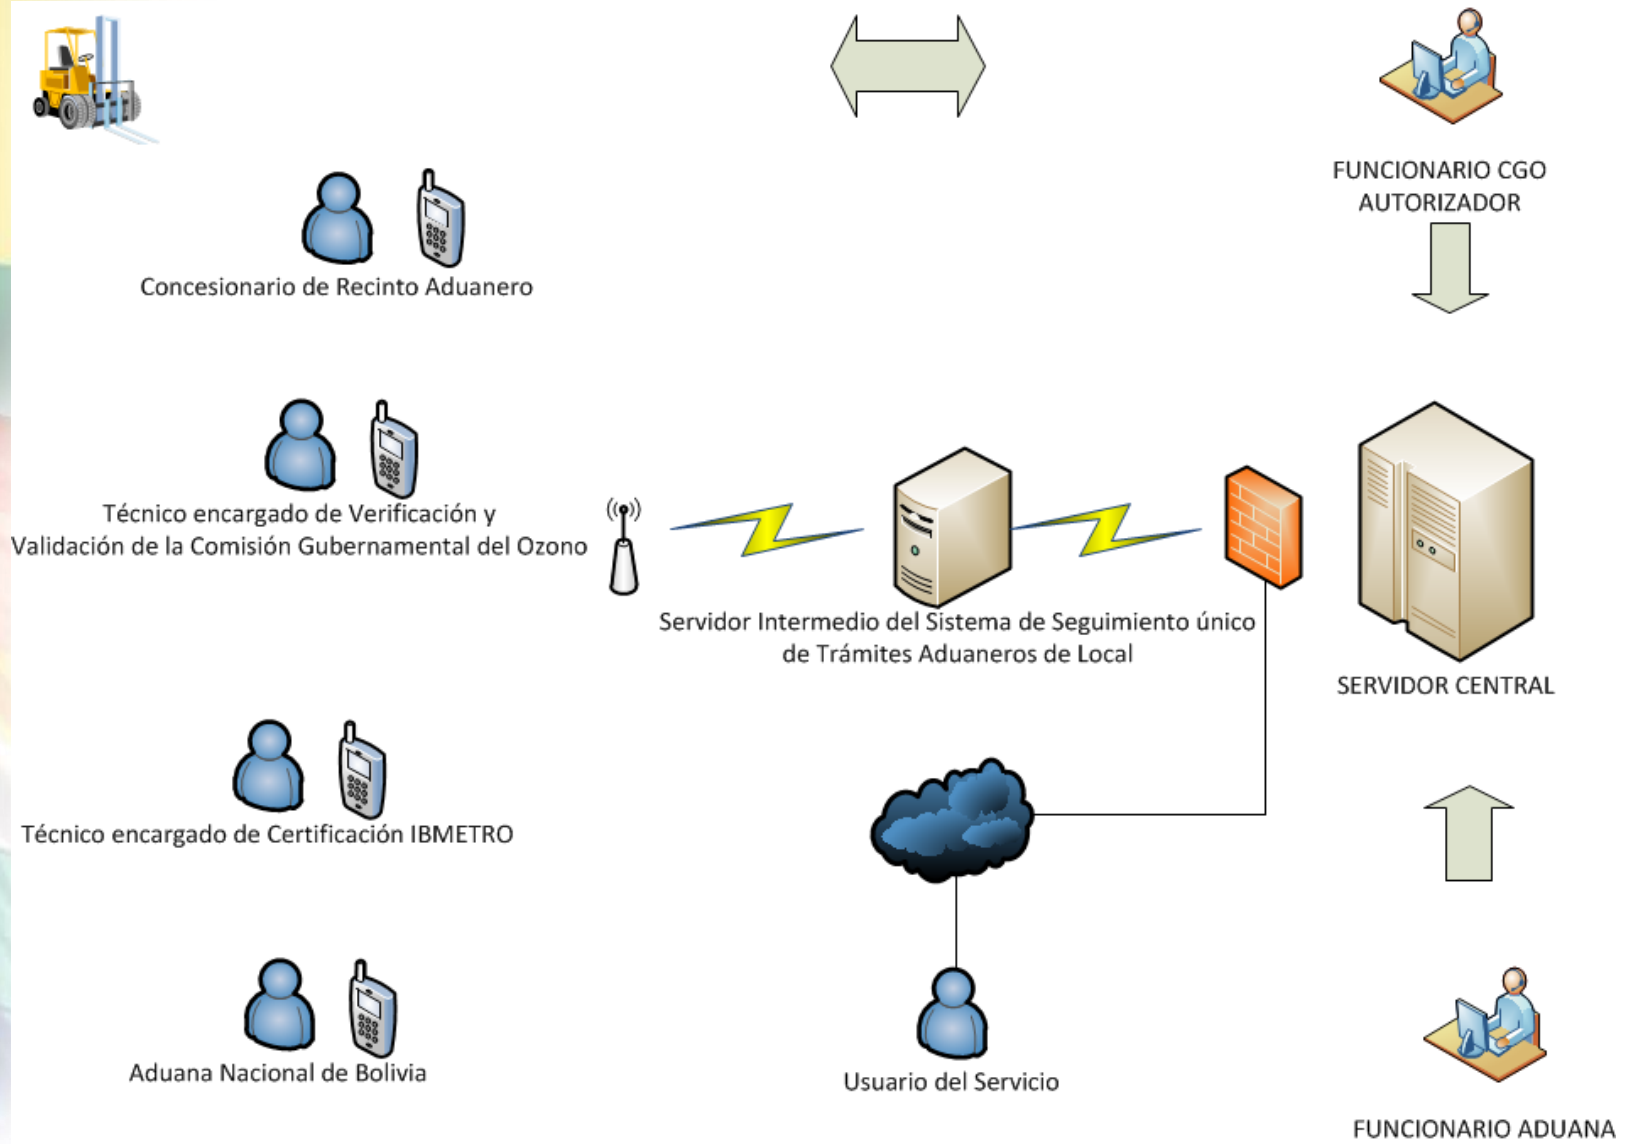 FUNCIONARIO CGO
AUTORIZADOR
Concesionario de Recinto Aduanero
Técnico encargado de Verificación y
Validación de la Comisión Gubernamental del Ozono
Servidor Intermedio del Sistema de Seguimiento único
de Trámites Aduaneros de Local
SERVIDOR CENTRAL
Técnico encargado de Certificación IBMETRO
Aduana Nacional de Bolivia
Usuario del Servicio
FUNCIONARIO ADUANA